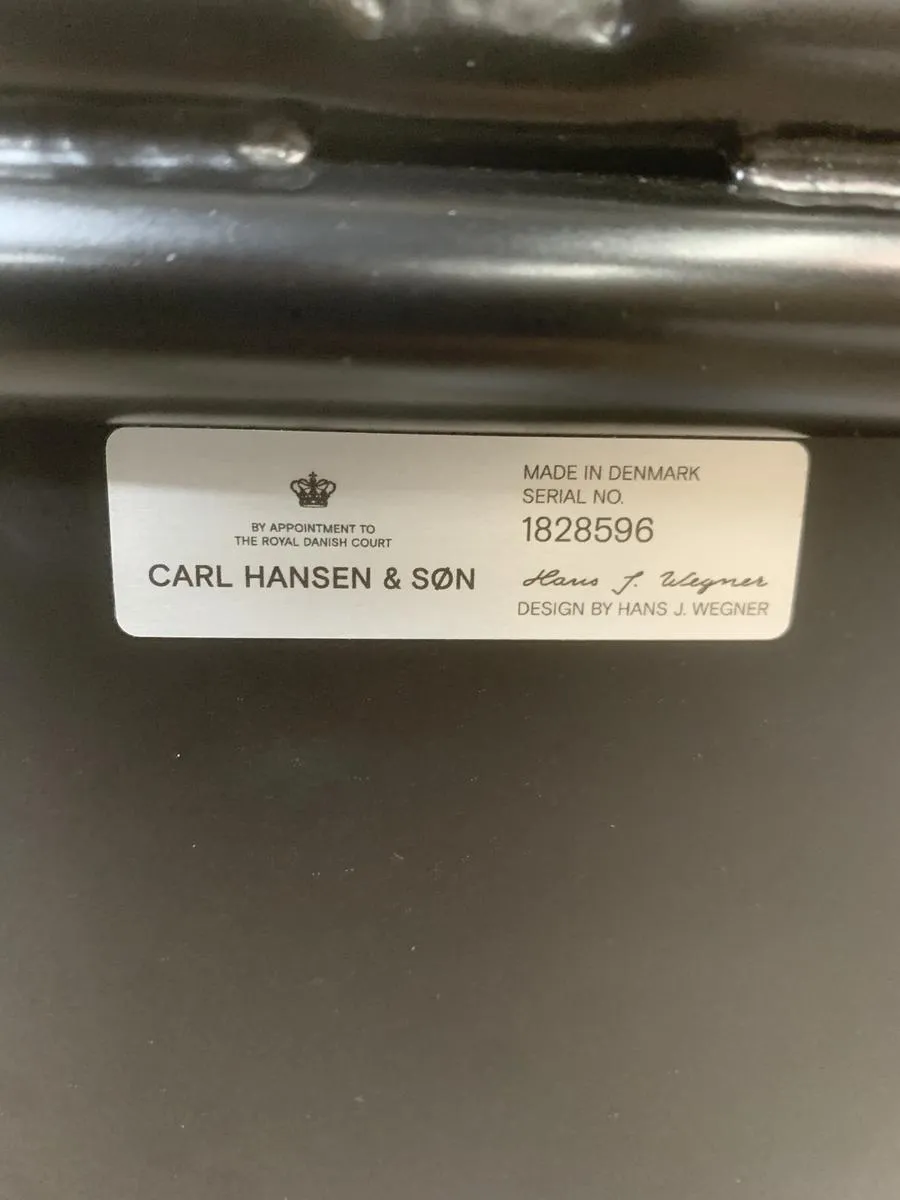 BY APPOINTMENT TO
THE ROYAL DANISH COURT
CARL HANSEN & SØN
MADE IN DENMARK
SERIAL NO.
1828596
Hans J. Wegner
DESIGN BY HANS J. WEGNER